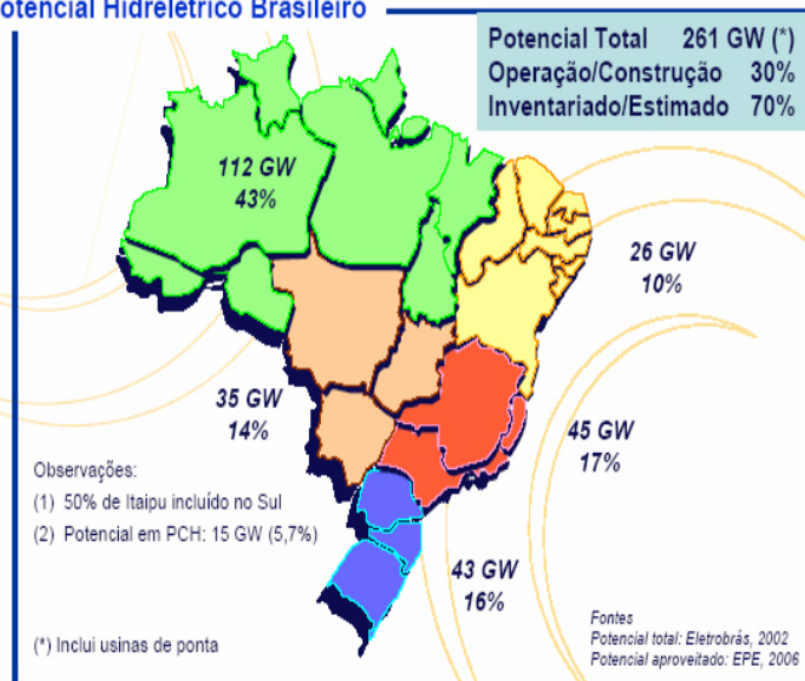 otencial Hidrelétrico Brasileiro
Potencial Total 261 GW (*)
Operação/Construção 30%
Inventariado/Estimado 70%
112 GW
43%
26 GW
10%
35 GW
14%
45 GW
17%
Observações:
(1) 50% de Itaipu incluído no Sul
(2) Potencial em PCH: 15 GW (5,7%)
43 GW
16%
(*) Inclui usinas de ponta
Fontes
Potencial total: Eletrobrás, 2002
Potencial aproveitado: EPE, 2006